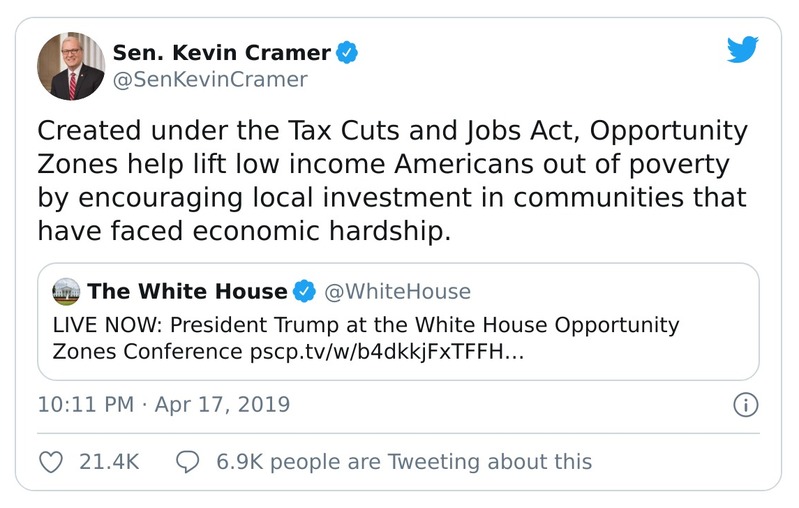 Sen. Kevin Cramer
@SenKevinCramer
Created under the Tax Cuts and Jobs Act, Opportunity
Zones help lift low income Americans out of poverty
by encouraging local investment in communities that
have faced economic hardship.
The White House @WhiteHouse
LIVE NOW: President Trump at the White House Opportunity
Zones Conference pscp.tv/w/b4dkkjFxTFFH…
10:11 PM · Apr 17, 2019
21.4K 6.9K people are Tweeting about this